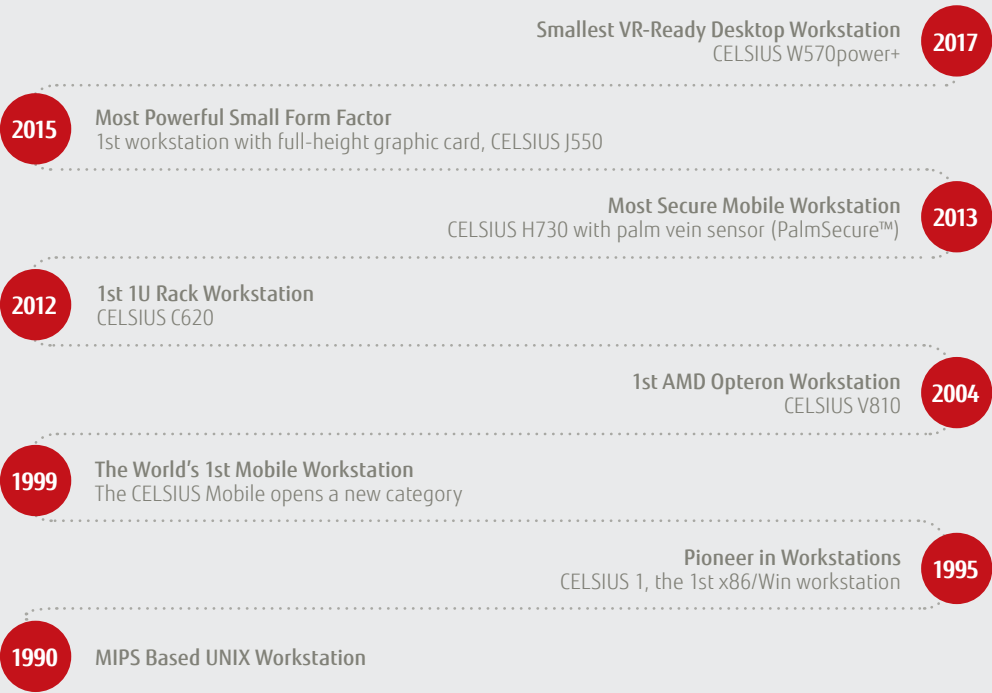 Smallest VR-Ready Desktop Workstation
CELSIUS W570power+
2017
2015
Most Powerful Small Form Factor
1st workstation with full-height graphic card, CELSIUS J550
Most Secure Mobile Workstation
CELSIUS H730 with palm vein sensor (PalmSecure™)
2013
2012
1st 1U Rack Workstation
CELSIUS C620
1st AMD Opteron Workstation
CELSIUS V810
2004
1999
The World's 1st Mobile Workstation
The CELSIUS Mobile opens a new category
Pioneer in Workstations
CELSIUS 1, the 1st x86/Win workstation
1995
1990
MIPS Based UNIX Workstation